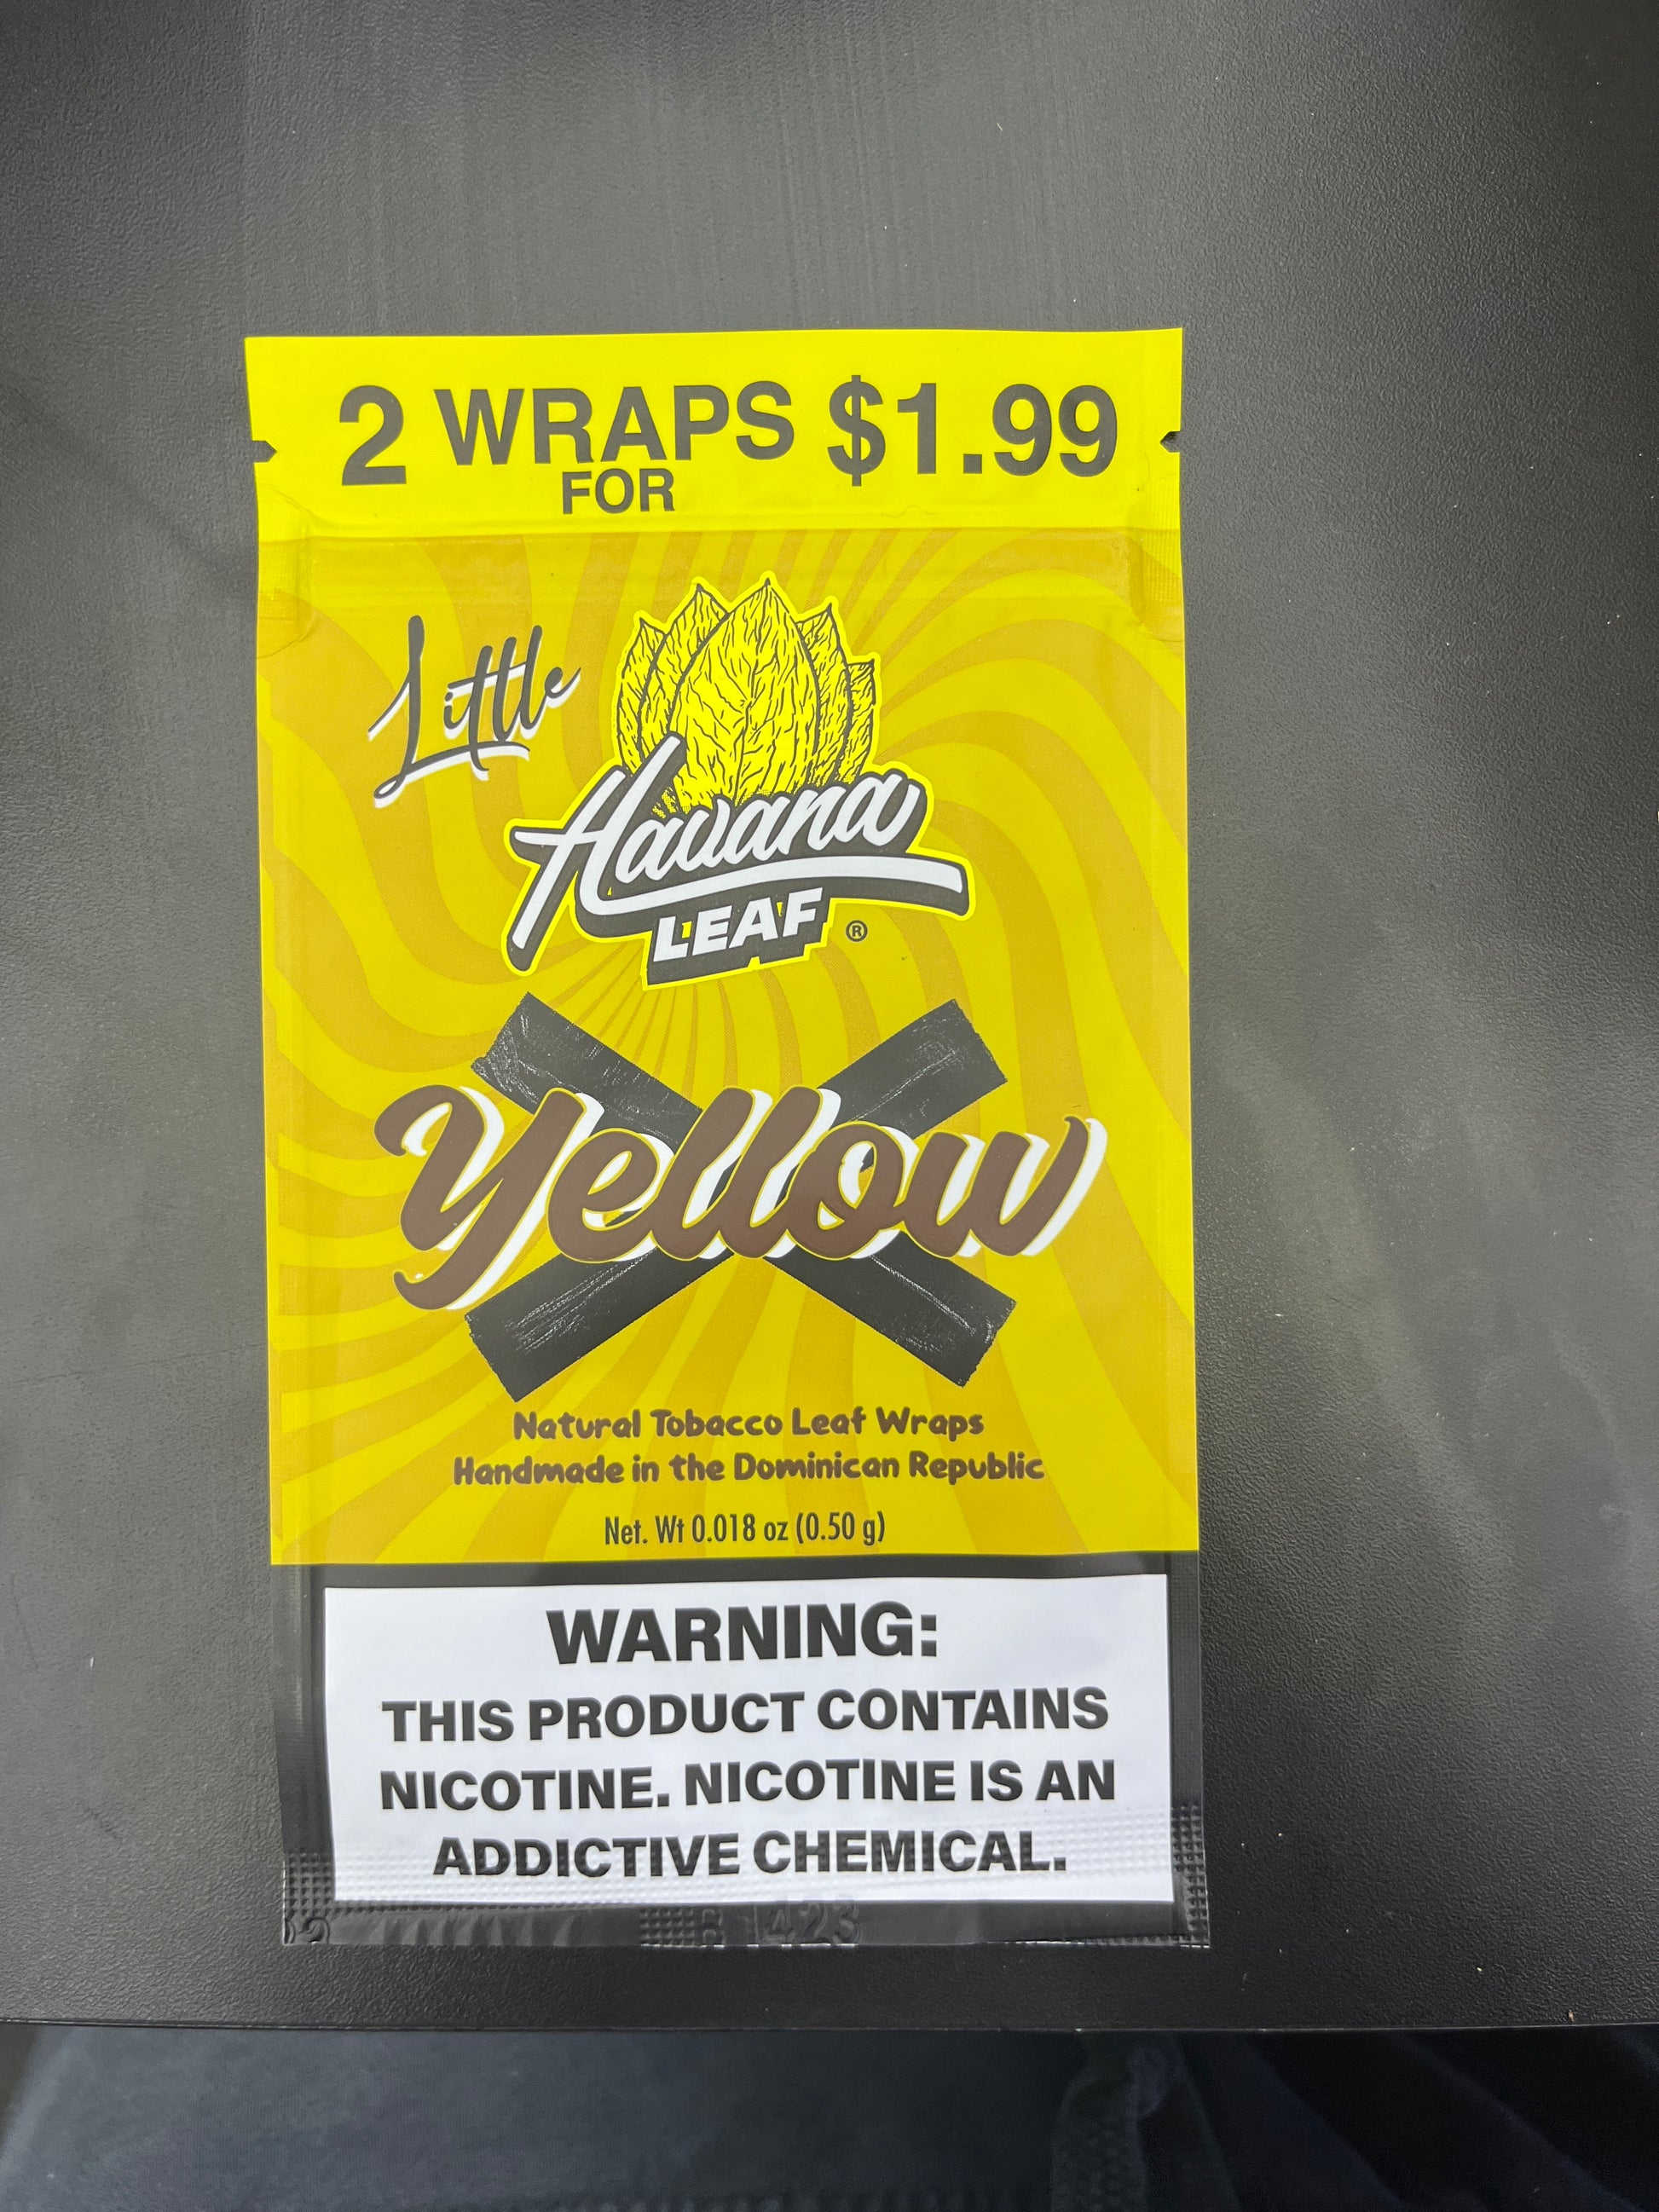 2 WRAPS FOR $1.99
Little
Havana
LEAF ®
Yellow
Natural Tobacco Leaf Wraps
Handmade in the Dominican Republic
Net. Wt 0.018 oz (0.50 g)
WARNING:
THIS PRODUCT CONTAINS
NICOTINE. NICOTINE IS AN
ADDICTIVE CHEMICAL.